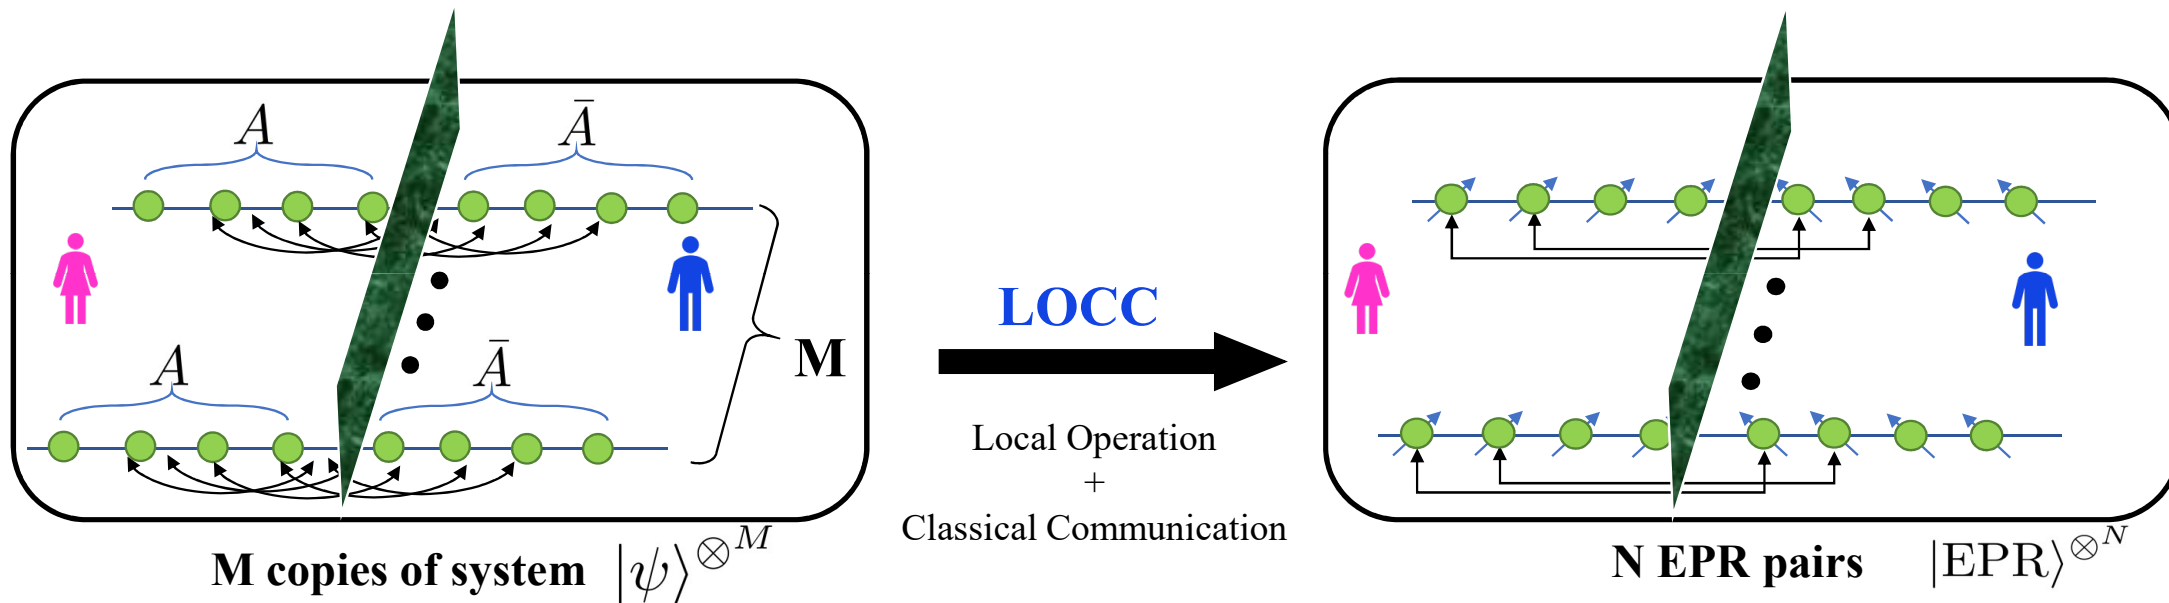 A Ā
A Ā
M
M copies of system |ψ⟩^{⊗M}
LOCC
Local Operation
+
Classical Communication
N EPR pairs |EPR⟩^{⊗N}